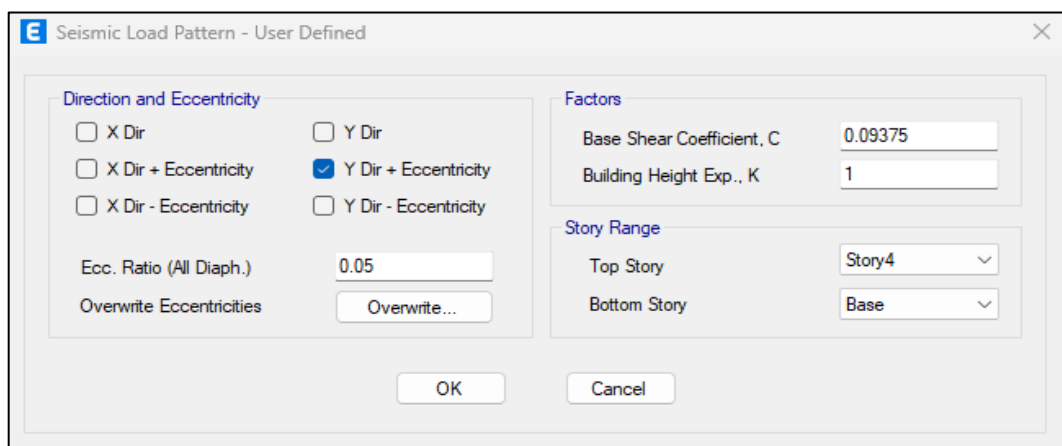 E Seismic Load Pattern - User Defined
Direction and Eccentricity
X Dir
Y Dir
X Dir + Eccentricity
Y Dir + Eccentricity
X Dir - Eccentricity
Y Dir - Eccentricity
Ecc. Ratio (All Diaph.) 0.05
Overwrite Eccentricities Overwrite...
Factors
Base Shear Coefficient, C 0.09375
Building Height Exp., K 1
Story Range
Top Story Story4
Bottom Story Base
OK
Cancel